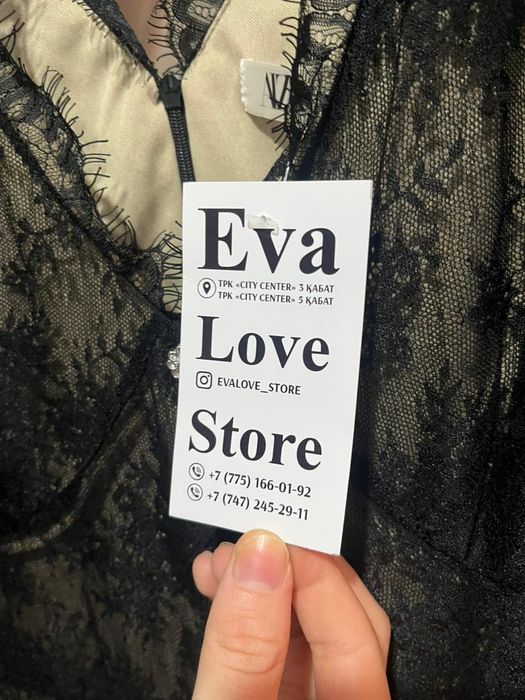 Eva
ТРК «CITY CENTER» 3 ҚАБАТ
ТРК «CITY CENTER» 5 ҚАБАТ
Love
EVALOVE_STORE
Store
+7 (775) 166-01-92
+7 (747) 245-29-11